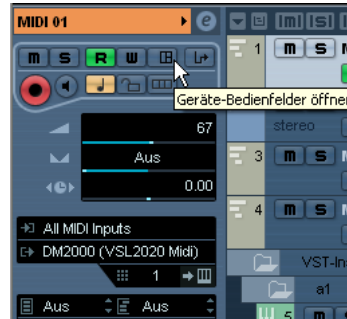 MIDI 01
e
m S R W
1 m S
Geräte-Bedienfelder öffne
67
stereo
Aus
3 m S
0.00
4 m S
All MIDI Inputs
DM2000 (VSL2020 Midi)
1
VST-In
a1
Aus Aus
5 m S